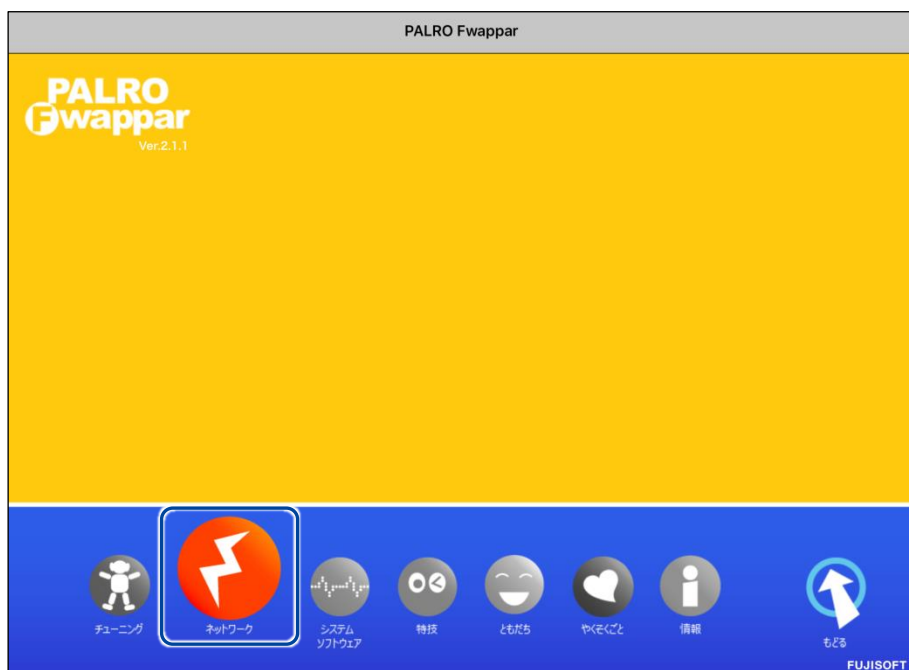 PALRO Fwappar
PALRO
Fwappar
Ver.2.1.1
チューニング
ネットワーク
システム
ソフトウェア
特技
ともだち
やくそくごと
情報
もどる
FUJISOFT